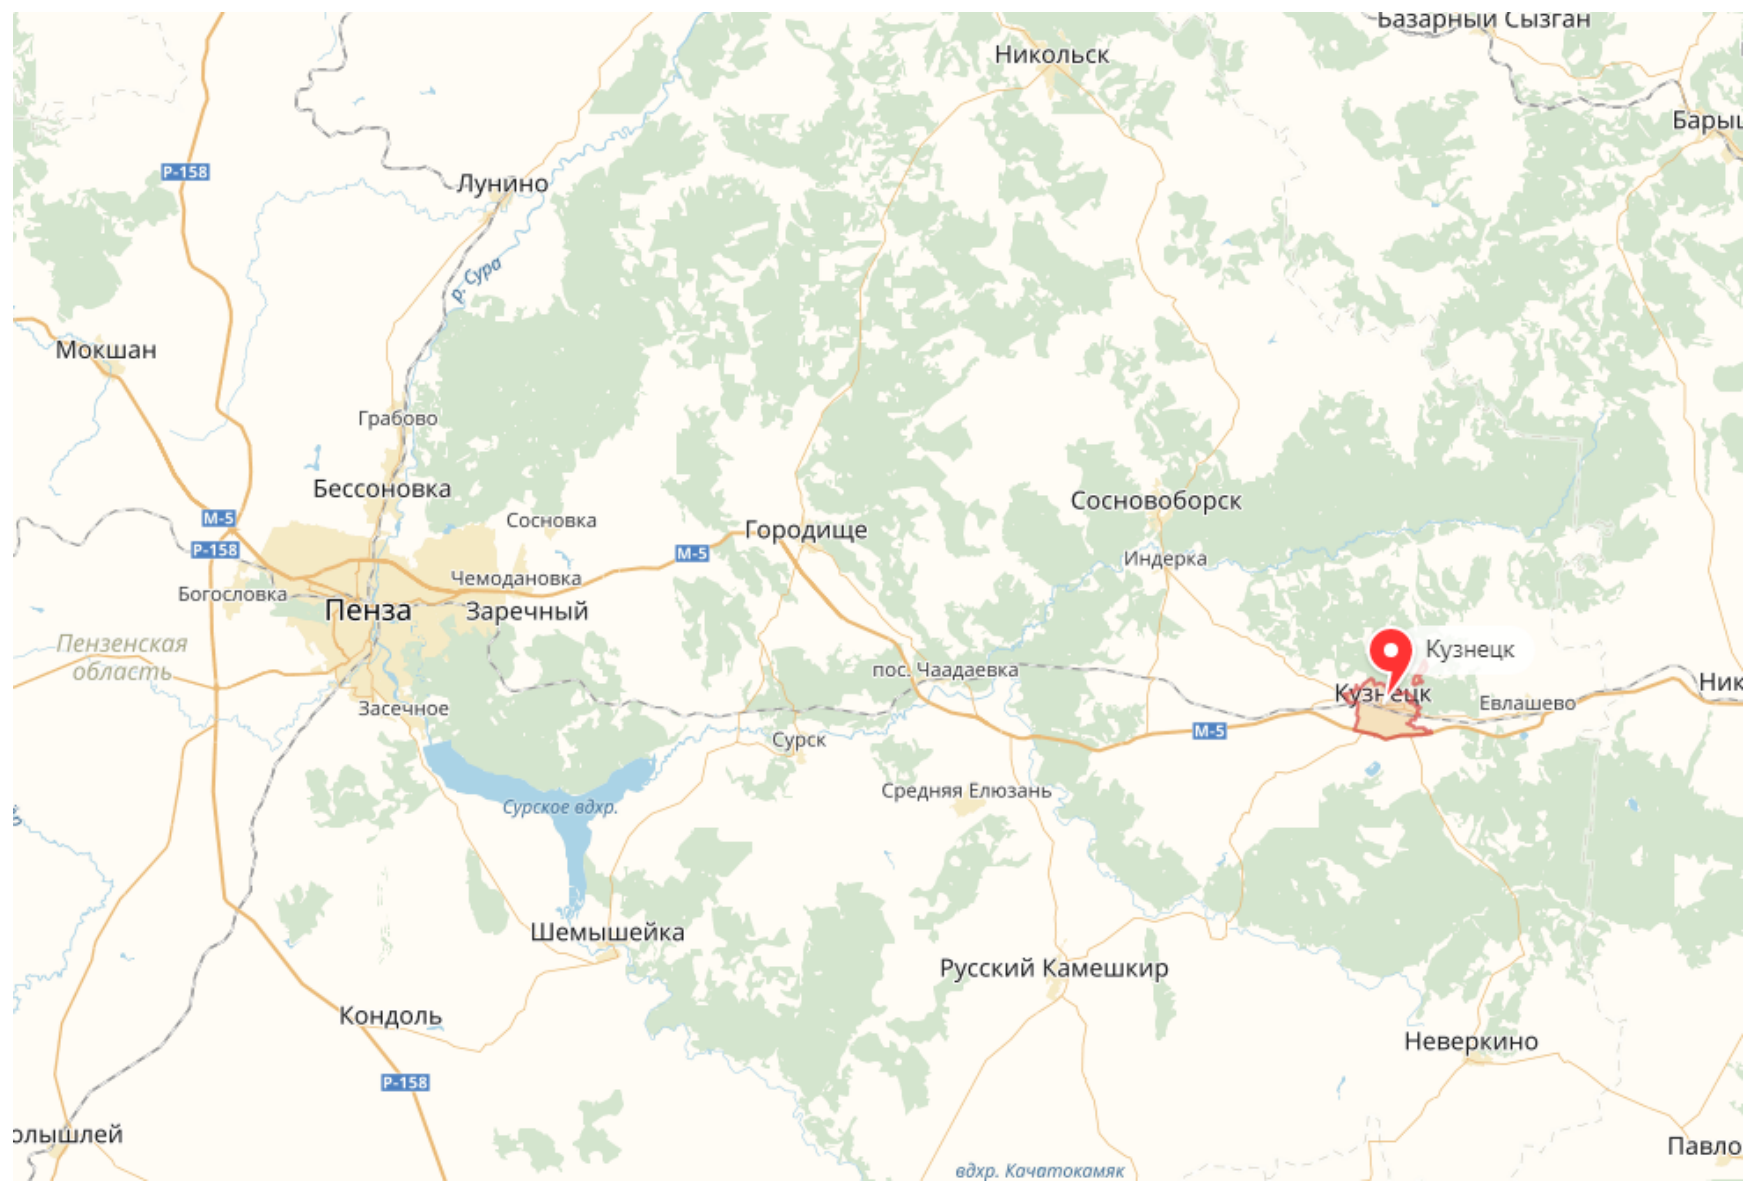 Базарный Сызган
Никольск
Барыш
Р-158
Лунино
р. Сура
Мокшан
Грабово
Бессоновка
Сосновоборск
М-5
Сосновка
Городище
Р-158
М-5
Индерка
Чемодановка
Богословка
Пенза
Заречный
Пензенская
область
Кузнецк
пос. Чаадаевка
Ник
Кузнецк
Евлашево
Засечное
М-5
Сурск
Средняя Елюзань
Сурское вдхр.
Шемышейка
Русский Камешкир
Кондоль
Неверкино
Р-158
олышлей
Павло
вдхр. Качатокамяк